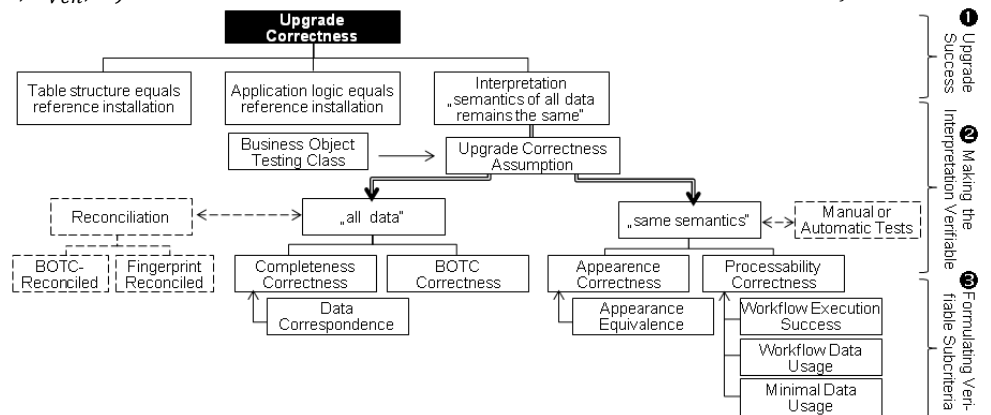 Upgrade
Correctness
Table structure equals
reference installation
Application logic equals
reference installation
Interpretation
„semantics of all data
remains the same"
Business Object
Testing Class
Upgrade Correctness
Assumption
Reconciliation
„all data"
„same semantics"
Manual or
Automatic Tests
BOTC-
Reconciled
Fingerprint
Reconciled
Completeness
Correctness
BOTC
Correctness
Appearence
Correctness
Processability
Correctness
Data
Correspondence
Appearance
Equivalence
Workflow Execution
Success
Workflow Data
Usage
Minimal Data
Usage
❶ Upgrade
Success
❷ Making the
Interpretation Verifiable
❸ Formulating Veri-
fiable Subcriteria